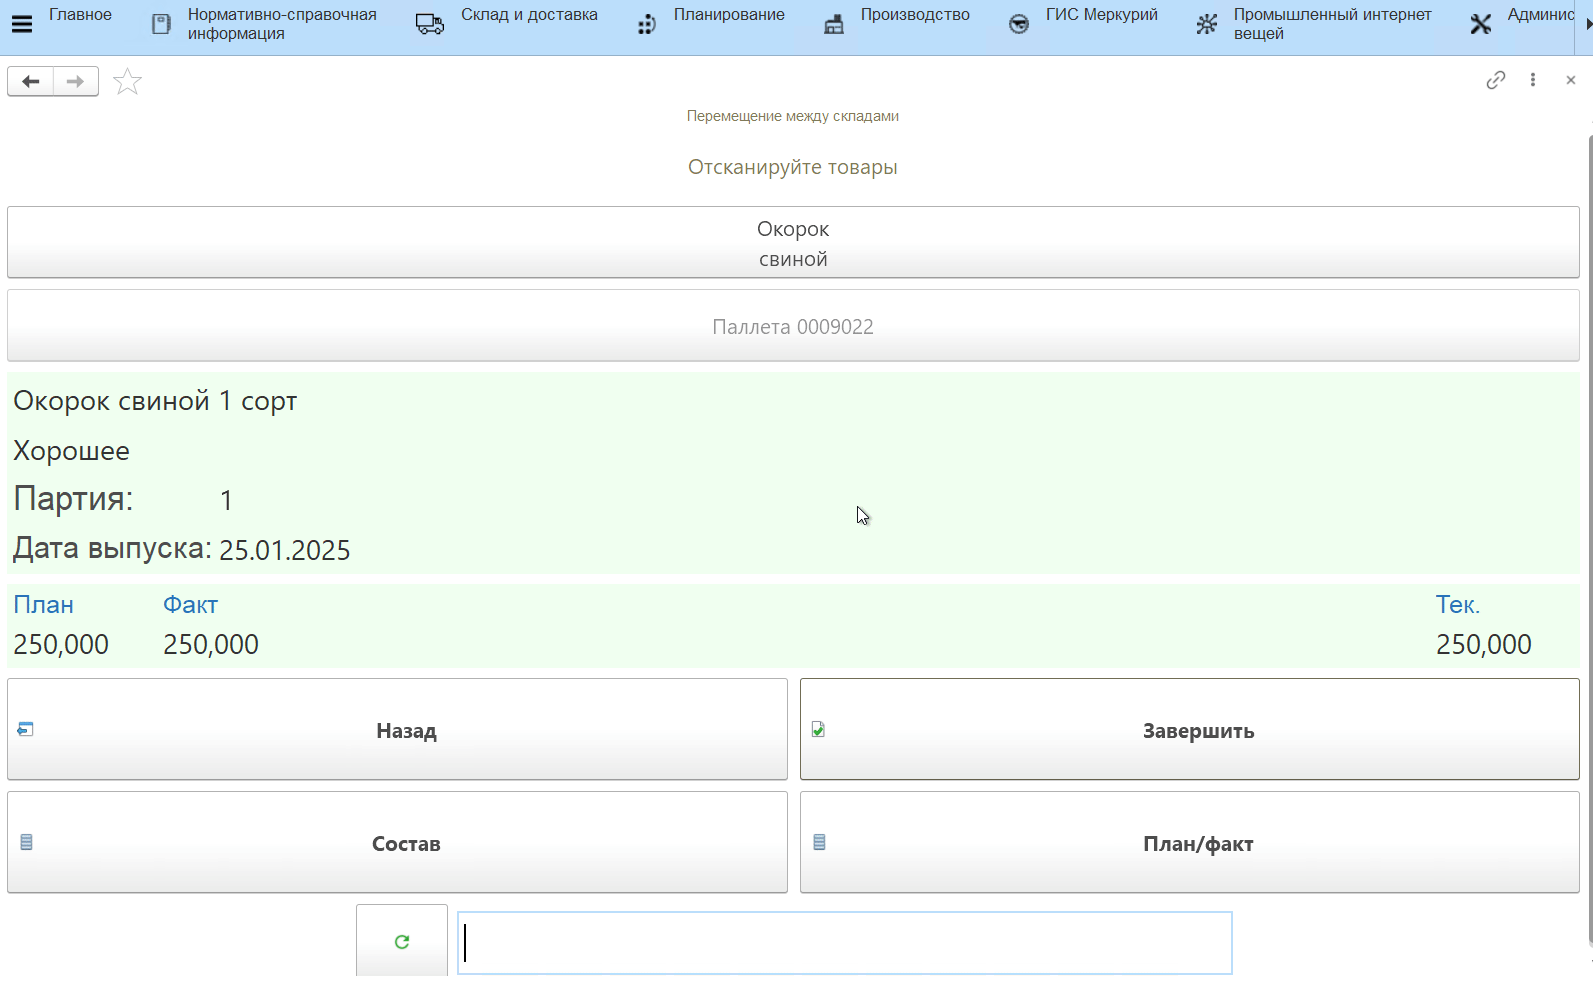 Главное
Нормативно-справочная
информация
Склад и доставка
Планирование
Производство
ГИС Меркурий
Промышленный интернет
вещей
Админис
Перемещение между складами
Отсканируйте товары
Окорок
свиной
Паллета 0009022
Окорок свиной 1 сорт
Хорошее
Партия: 1
Дата выпуска: 25.01.2025
План Факт Тек.
250,000 250,000 250,000
Назад
Завершить
Состав
План/факт